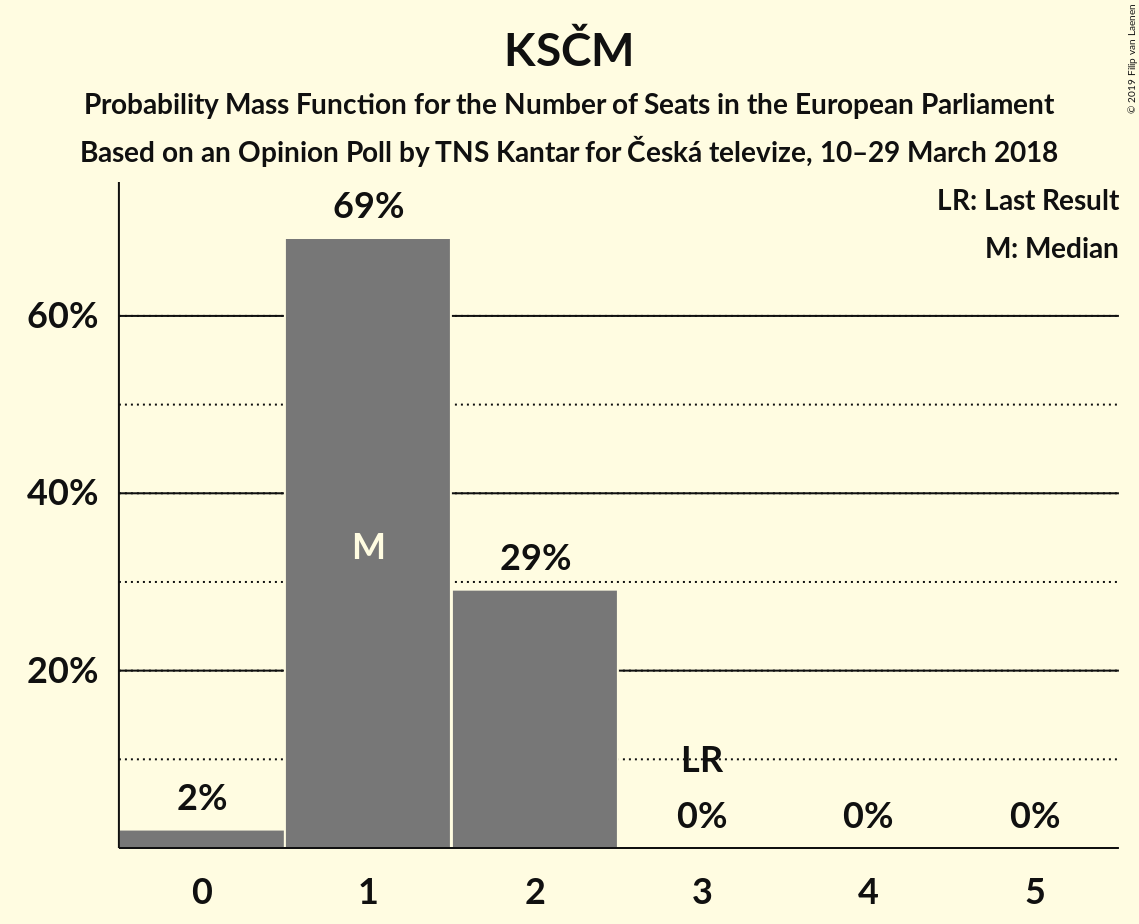 KSČM
Probability Mass Function for the Number of Seats in the European Parliament
Based on an Opinion Poll by TNS Kantar for Česká televize, 10–29 March 2018
© 2019 Filip van Laenen
LR: Last Result
M: Median
60%
40%
20%
2%
69%
M
29%
LR
0%
0%
0%
0
1
2
3
4
5